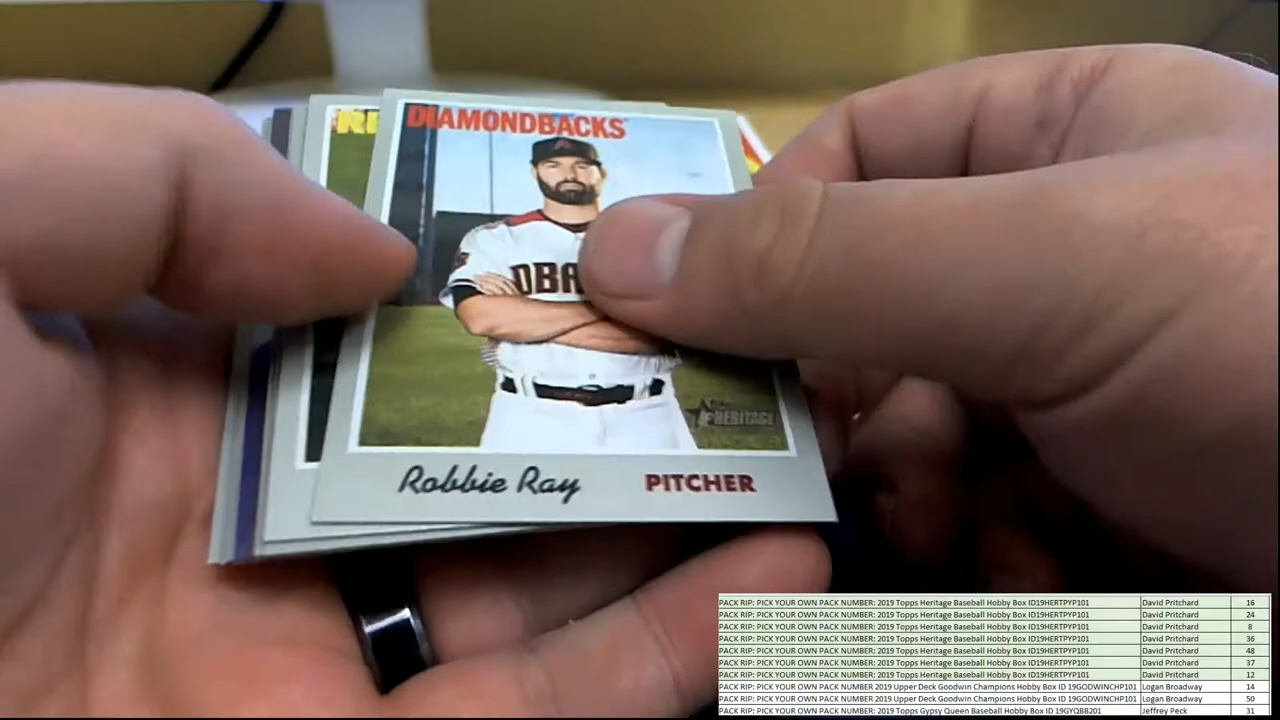 RE
DIAMONDBACKS
DBA
HERITAGE
Robbie Ray PITCHER
PACK RIP: PICK YOUR OWN PACK NUMBER: 2019 Topps Heritage Baseball Hobby Box ID19HERTPYP101 David Pritchard 16
PACK RIP: PICK YOUR OWN PACK NUMBER: 2019 Topps Heritage Baseball Hobby Box ID19HERTPYP101 David Pritchard 24
PACK RIP: PICK YOUR OWN PACK NUMBER: 2019 Topps Heritage Baseball Hobby Box ID19HERTPYP101 David Pritchard 8
PACK RIP: PICK YOUR OWN PACK NUMBER: 2019 Topps Heritage Baseball Hobby Box ID19HERTPYP101 David Pritchard 36
PACK RIP: PICK YOUR OWN PACK NUMBER: 2019 Topps Heritage Baseball Hobby Box ID19HERTPYP101 David Pritchard 48
PACK RIP: PICK YOUR OWN PACK NUMBER: 2019 Topps Heritage Baseball Hobby Box ID19HERTPYP101 David Pritchard 37
PACK RIP: PICK YOUR OWN PACK NUMBER: 2019 Topps Heritage Baseball Hobby Box ID19HERTPYP101 David Pritchard 12
PACK RIP: PICK YOUR OWN PACK NUMBER 2019 Upper Deck Goodwin Champions Hobby Box ID 19GODWINCHP101 Logan Broadway 14
PACK RIP: PICK YOUR OWN PACK NUMBER 2019 Upper Deck Goodwin Champions Hobby Box ID 19GODWINCHP101 Logan Broadway 50
PACK RIP: PICK YOUR OWN PACK NUMBER: 2019 Topps Gypsy Queen Baseball Hobby Box ID 19GYQBB201 Jeffrey Peck 31